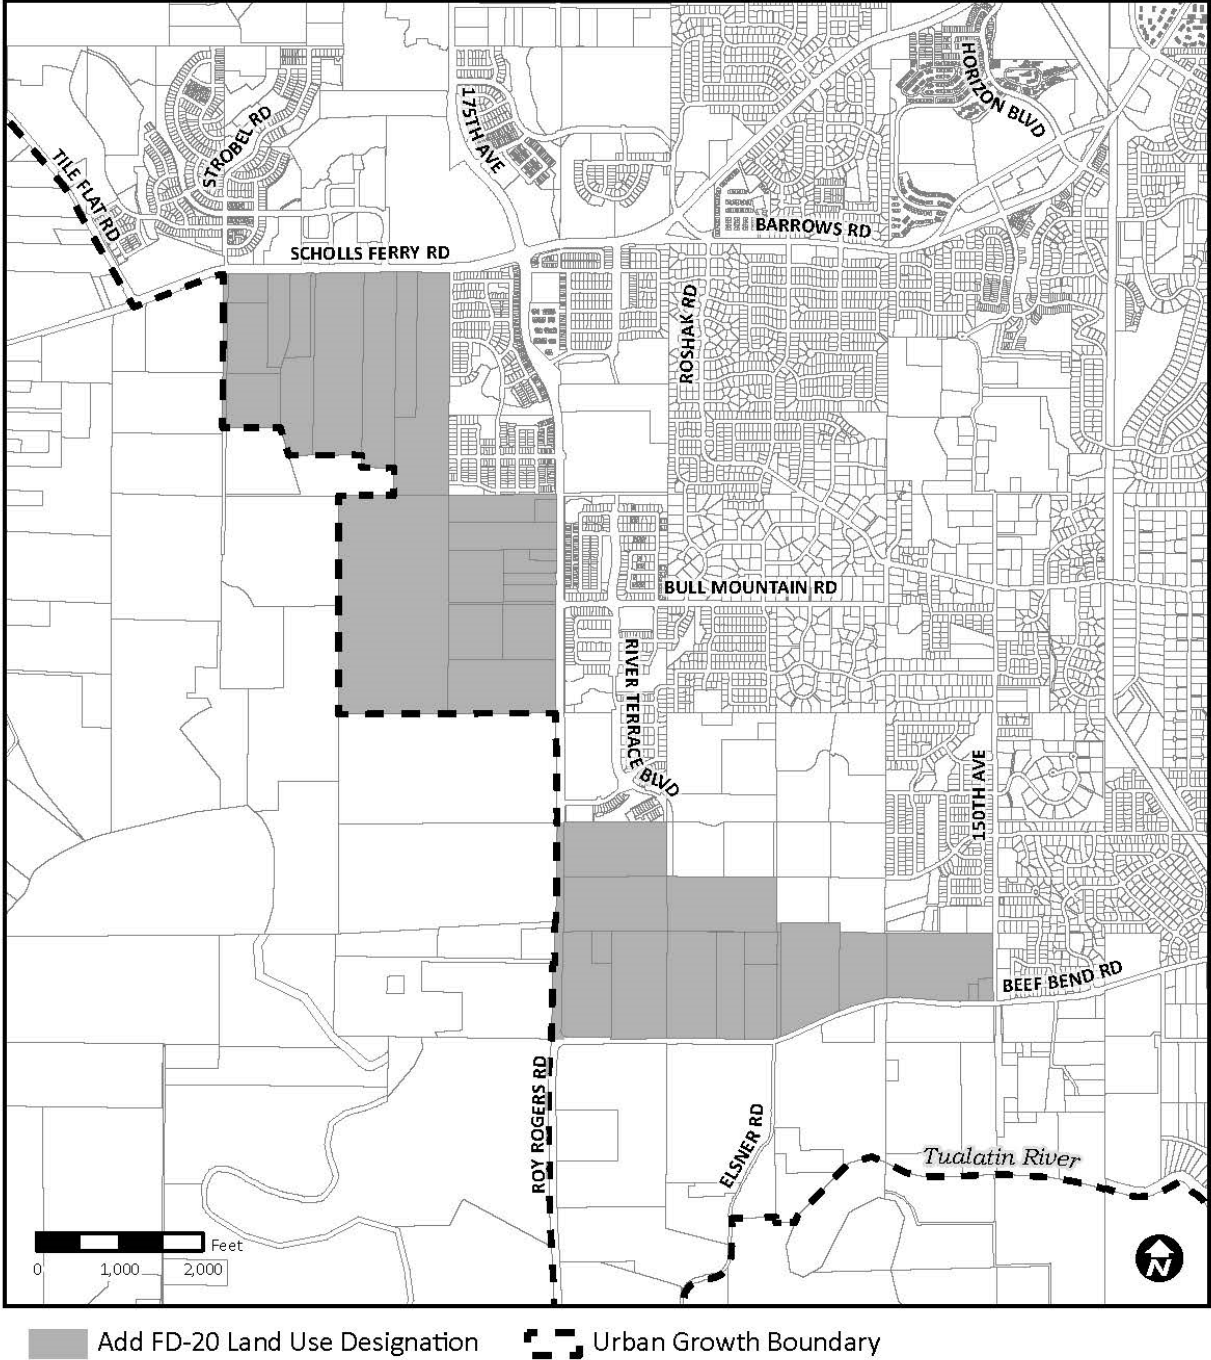 HORIZON BLVD
175TH AVE
STROBEL RD
TILE FLAT RD
BARROWS RD
SCHOLLS FERRY RD
ROSHAK RD
BULL MOUNTAIN RD
RIVER TERRACE BLVD
150TH AVE
BEEF BEND RD
ROY ROGERS RD
ELSNER RD
Tualatin River
Feet
0 1,000 2,000
N
Add FD-20 Land Use Designation
Urban Growth Boundary